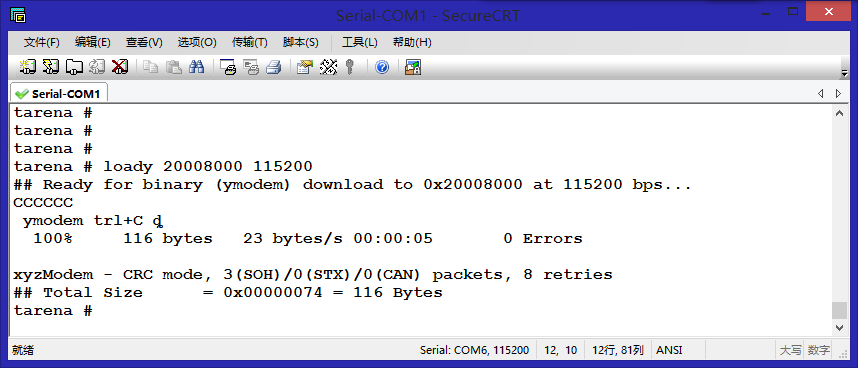 Serial-COM1 - SecureCRT
文件(F) 编辑(E) 查看(V) 选项(O) 传输(T) 脚本(S) 工具(L) 帮助(H)
Serial-COM1
tarena #
tarena #
tarena #
tarena # loady 20008000 115200
## Ready for binary (ymodem) download to 0x20008000 at 115200 bps...
CCCCCC
ymodem trl+C d
100% 116 bytes 23 bytes/s 00:00:05 0 Errors
xyzModem - CRC mode, 3(SOH)/0(STX)/0(CAN) packets, 8 retries
## Total Size = 0x00000074 = 116 Bytes
tarena #
就绪 Serial: COM6, 115200 12, 10 12行, 81列 ANSI 大写 数字